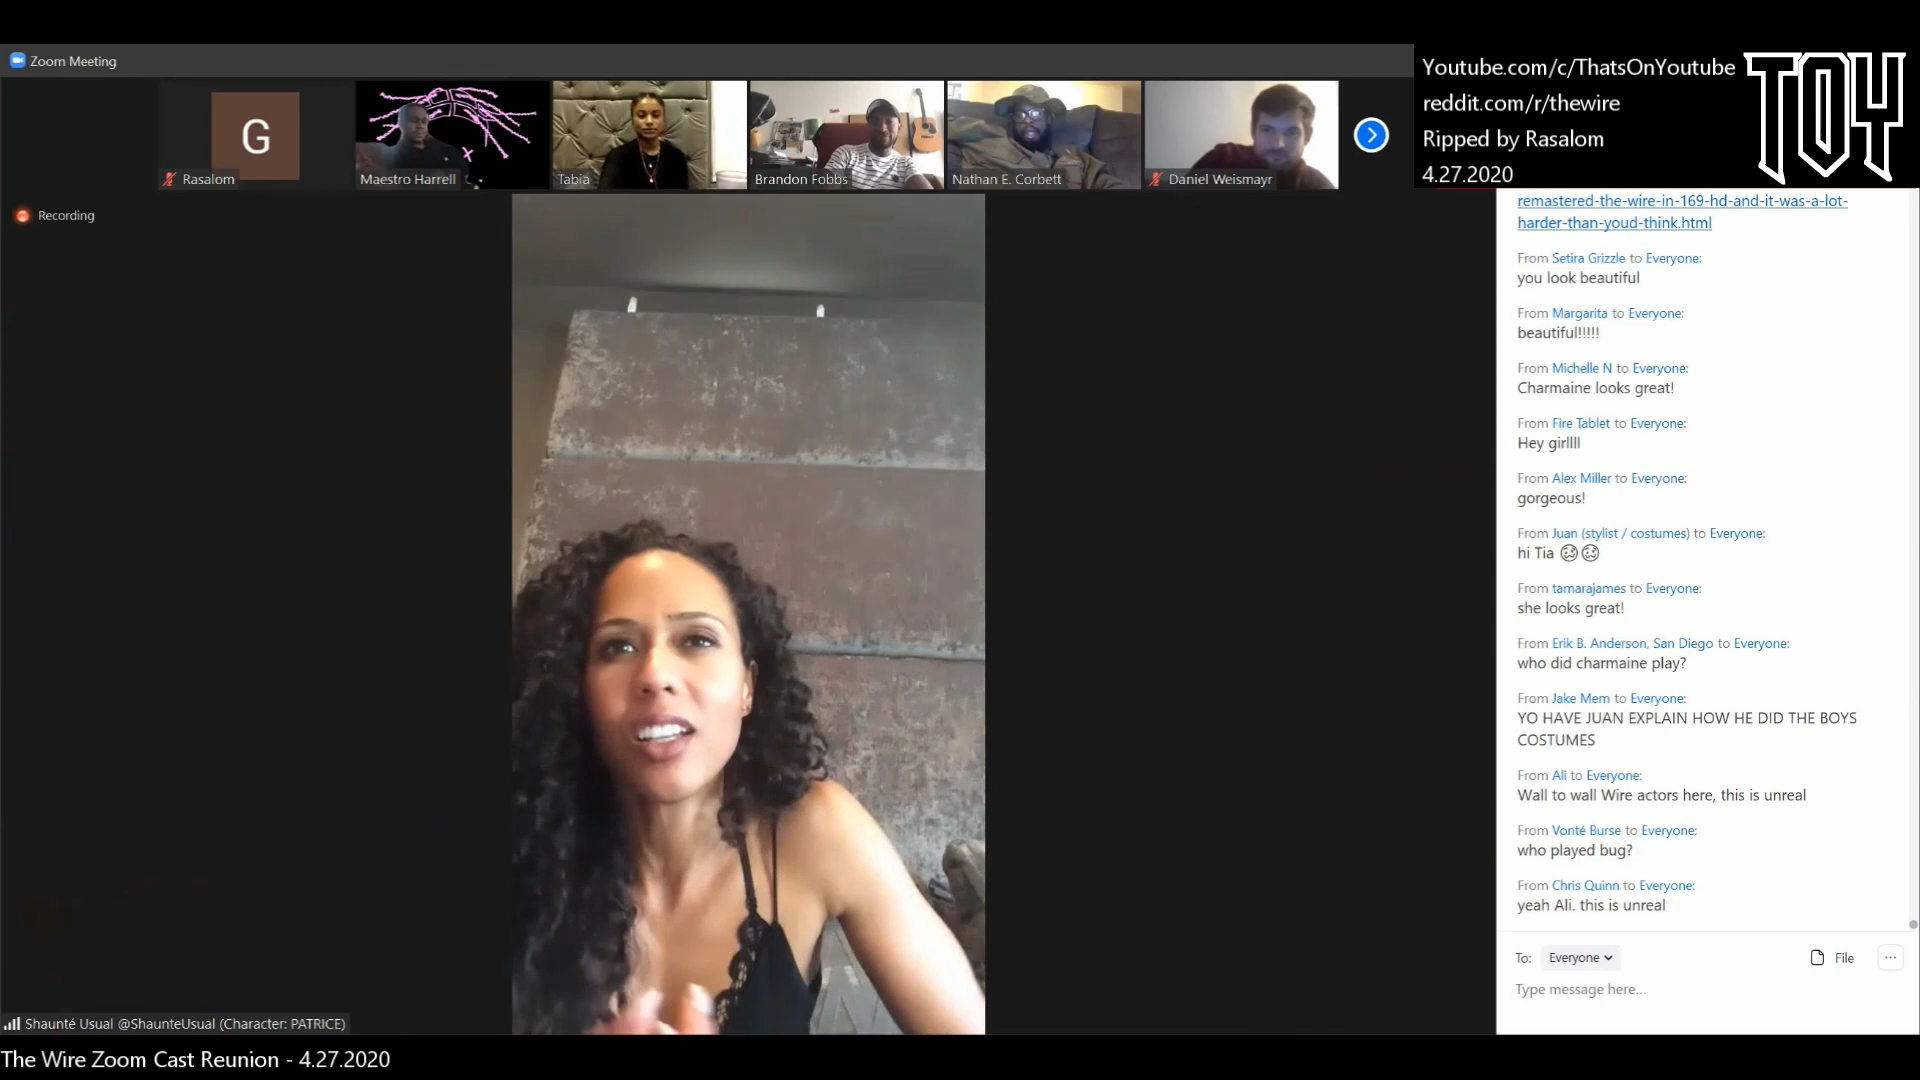 Zoom Meeting
Youtube.com/c/ThatsOnYoutube
reddit.com/r/thewire
Ripped by Rasalom
4.27.2020
TOY
G
Rasalom
Maestro Harrell
Tabia
Brandon Fobbs
Nathan E. Corbett
Daniel Weismayr
Recording
remastered-the-wire-in-169-hd-and-it-was-a-lot-
harder-than-youd-think.html
From Setira Grizzle to Everyone:
you look beautiful
From Margarita to Everyone:
beautiful!!!!!
From Michelle N to Everyone:
Charmaine looks great!
From Fire Tablet to Everyone:
Hey girllll
From Alex Miller to Everyone:
gorgeous!
From Juan (stylist / costumes) to Everyone:
hi Tia
From tamarajames to Everyone:
she looks great!
From Erik B. Anderson, San Diego to Everyone:
who did charmaine play?
From Jake Mem to Everyone:
YO HAVE JUAN EXPLAIN HOW HE DID THE BOYS
COSTUMES
From Ali to Everyone:
Wall to wall Wire actors here, this is unreal
From Vonté Burse to Everyone:
who played bug?
From Chris Quinn to Everyone:
yeah Ali. this is unreal
To: Everyone
File
Type message here...
Shaunté Usual @ShaunteUsual (Character: PATRICE)
The Wire Zoom Cast Reunion - 4.27.2020